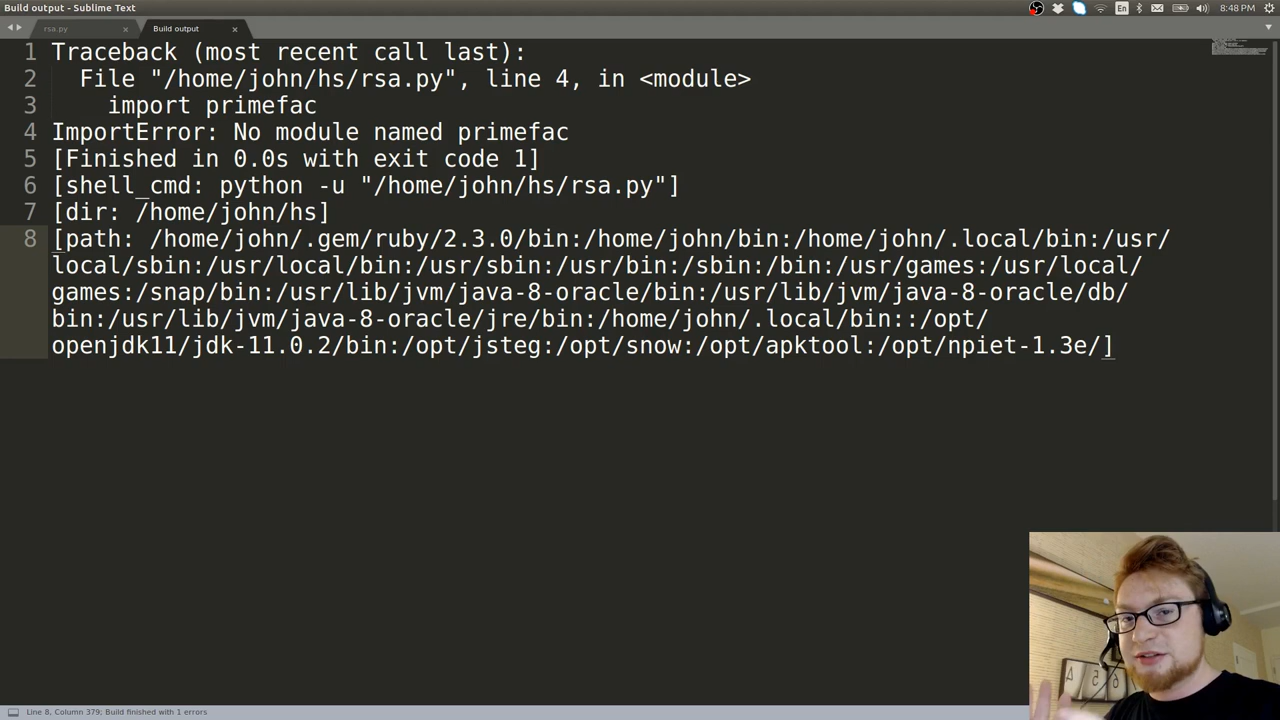 Build output - Sublime Text
En
8:48 PM
rsa.py
Build output
1 Traceback (most recent call last):
2   File "/home/john/hs/rsa.py", line 4, in <module>
3     import primefac
4 ImportError: No module named primefac
5 [Finished in 0.0s with exit code 1]
6 [shell_cmd: python -u "/home/john/hs/rsa.py"]
7 [dir: /home/john/hs]
8 [path: /home/john/.gem/ruby/2.3.0/bin:/home/john/bin:/home/john/.local/bin:/usr/
local/sbin:/usr/local/bin:/usr/sbin:/usr/bin:/sbin:/bin:/usr/games:/usr/local/
games:/snap/bin:/usr/lib/jvm/java-8-oracle/bin:/usr/lib/jvm/java-8-oracle/db/
bin:/usr/lib/jvm/java-8-oracle/jre/bin:/home/john/.local/bin::/opt/
openjdk11/jdk-11.0.2/bin:/opt/jsteg:/opt/snow:/opt/apktool:/opt/npiet-1.3e/]
4 5 6
Line 8, Column 379; Build finished with 1 errors